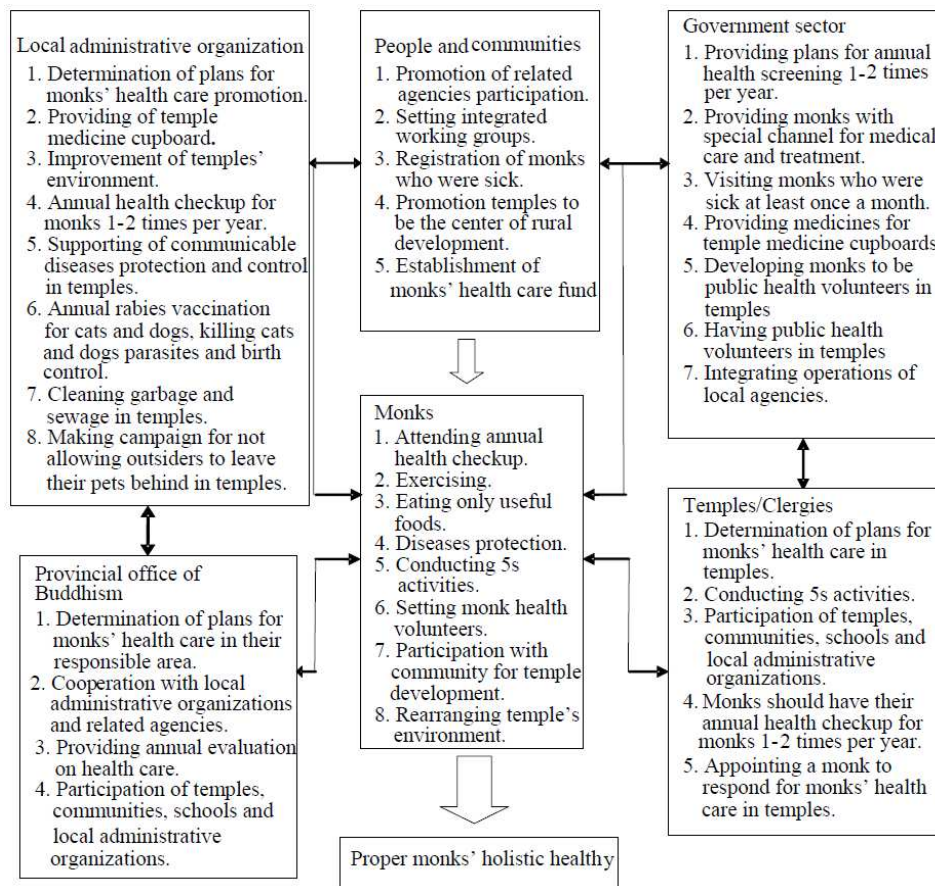 Local administrative organization
1. Determination of plans for
monks' health care promotion.
2. Providing of temple
medicine cupboard.
3. Improvement of temples'
environment.
4. Annual health checkup for
monks 1-2 times per year.
5. Supporting of communicable
diseases protection and control
in temples.
6. Annual rabies vaccination
for cats and dogs, killing cats
and dogs parasites and birth
control.
7. Cleaning garbage and
sewage in temples.
8. Making campaign for not
allowing outsiders to leave
their pets behind in temples.
People and communities
1. Promotion of related
agencies participation.
2. Setting integrated
working groups.
3. Registration of monks
who were sick.
4. Promotion temples to
be the center of rural
development.
5. Establishment of
monks' health care fund
Government sector
1. Providing plans for annual
health screening 1-2 times
per year.
2. Providing monks with
special channel for medical
care and treatment.
3. Visiting monks who were
sick at least once a month.
4. Providing medicines for
temple medicine cupboards
5. Developing monks to be
public health volunteers in
temples
6. Having public health
volunteers in temples
7. Integrating operations of
local agencies.
Monks
1. Attending annual
health checkup.
2. Exercising.
3. Eating only useful
foods.
4. Diseases protection.
5. Conducting 5s
activities.
6. Setting monk health
volunteers.
7. Participation with
community for temple
development.
8. Rearranging temple's
environment.
Provincial office of
Buddhism
1. Determination of plans for
monks' health care in their
responsible area.
2. Cooperation with local
administrative organizations
and related agencies.
3. Providing annual evaluation
on health care.
4. Participation of temples,
communities, schools and
local administrative
organizations.
Temples/Clergies
1. Determination of plans for
monks' health care in
temples.
2. Conducting 5s activities.
3. Participation of temples,
communities, schools and
local administrative
organizations.
4. Monks should have their
annual health checkup for
monks 1-2 times per year.
5. Appointing a monk to
respond for monks' health
care in temples.
Proper monks' holistic healthy